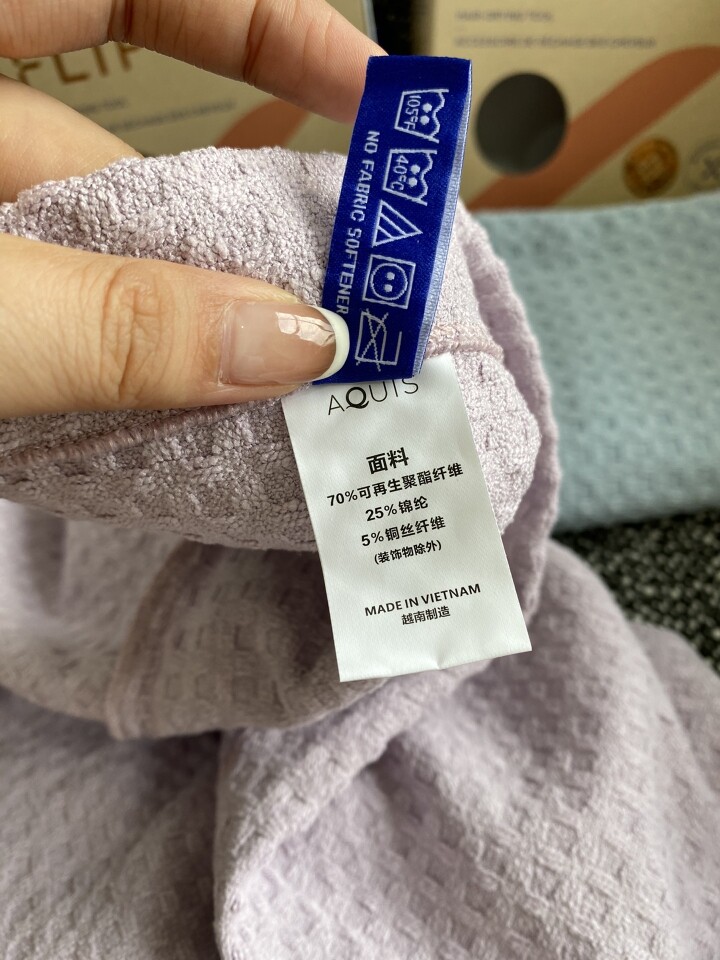 FLIP
105°F
40°C
NO FABRIC SOFTENER
AQUIS
面料
70%可再生聚酯纤维
25%锦纶
5%铜丝纤维
(装饰物除外)
MADE IN VIETNAM
越南制造